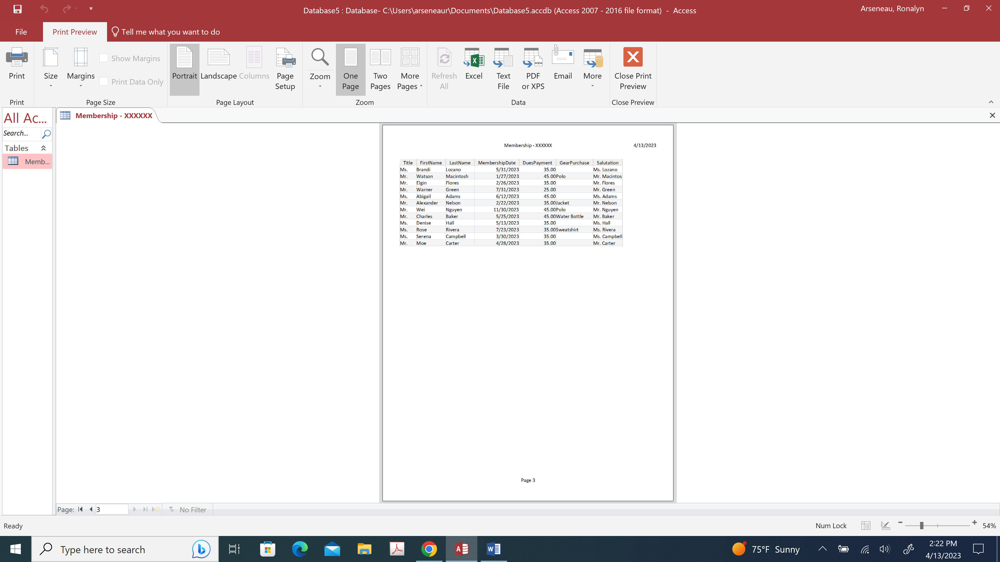 Database5 : Database- C:\Users\arseneaur\Documents\Database5.accdb (Access 2007 - 2016 file format) - Access
Arseneau, Ronalyn
File
Print Preview
Tell me what you want to do
Print
Size
Margins
Show Margins
Print Data Only
Portrait
Landscape
Columns
Page Setup
Zoom
One Page
Two Pages
More Pages
Refresh All
Excel
Text File
PDF or XPS
Email
More
Close Print Preview
Print
Page Size
Page Layout
Zoom
Data
Close Preview
All Ac...
Membership - XXXXXX
Search...
Tables
Memb...
Membership - XXXXXX 4/13/2023
Title FirstName LastName MembershipDate DuesPayment GearPurchase Salutation
Ms. Brandi Lozano 5/31/2023 35.00 Ms. Lozano
Mr. Watson Macintosh 1/27/2023 45.00 Polo Mr. Macintos
Mr. Elgin Flores 2/26/2023 35.00 Mr. Flores
Mr. Warner Green 7/31/2023 25.00 Mr. Green
Ms. Abigail Adams 6/12/2023 45.00 Ms. Adams
Mr. Alexander Nelson 2/22/2023 35.00 Jacket Mr. Nelson
Mr. Wei Nguyen 11/30/2023 45.00 Polo Mr. Nguyen
Mr. Charles Baker 5/25/2023 45.00 Water Bottle Mr. Baker
Ms. Denise Hall 5/13/2023 35.00 Ms. Hall
Ms. Rose Rivera 7/23/2023 35.00 Sweatshirt Ms. Rivera
Ms. Serena Campbell 3/30/2023 35.00 Ms. Campbell
Mr. Moe Carter 4/28/2023 35.00 Mr. Carter
Page 3
Page: 3 No Filter
Ready
Num Lock
54%
Type here to search
75°F Sunny
2:22 PM
4/13/2023